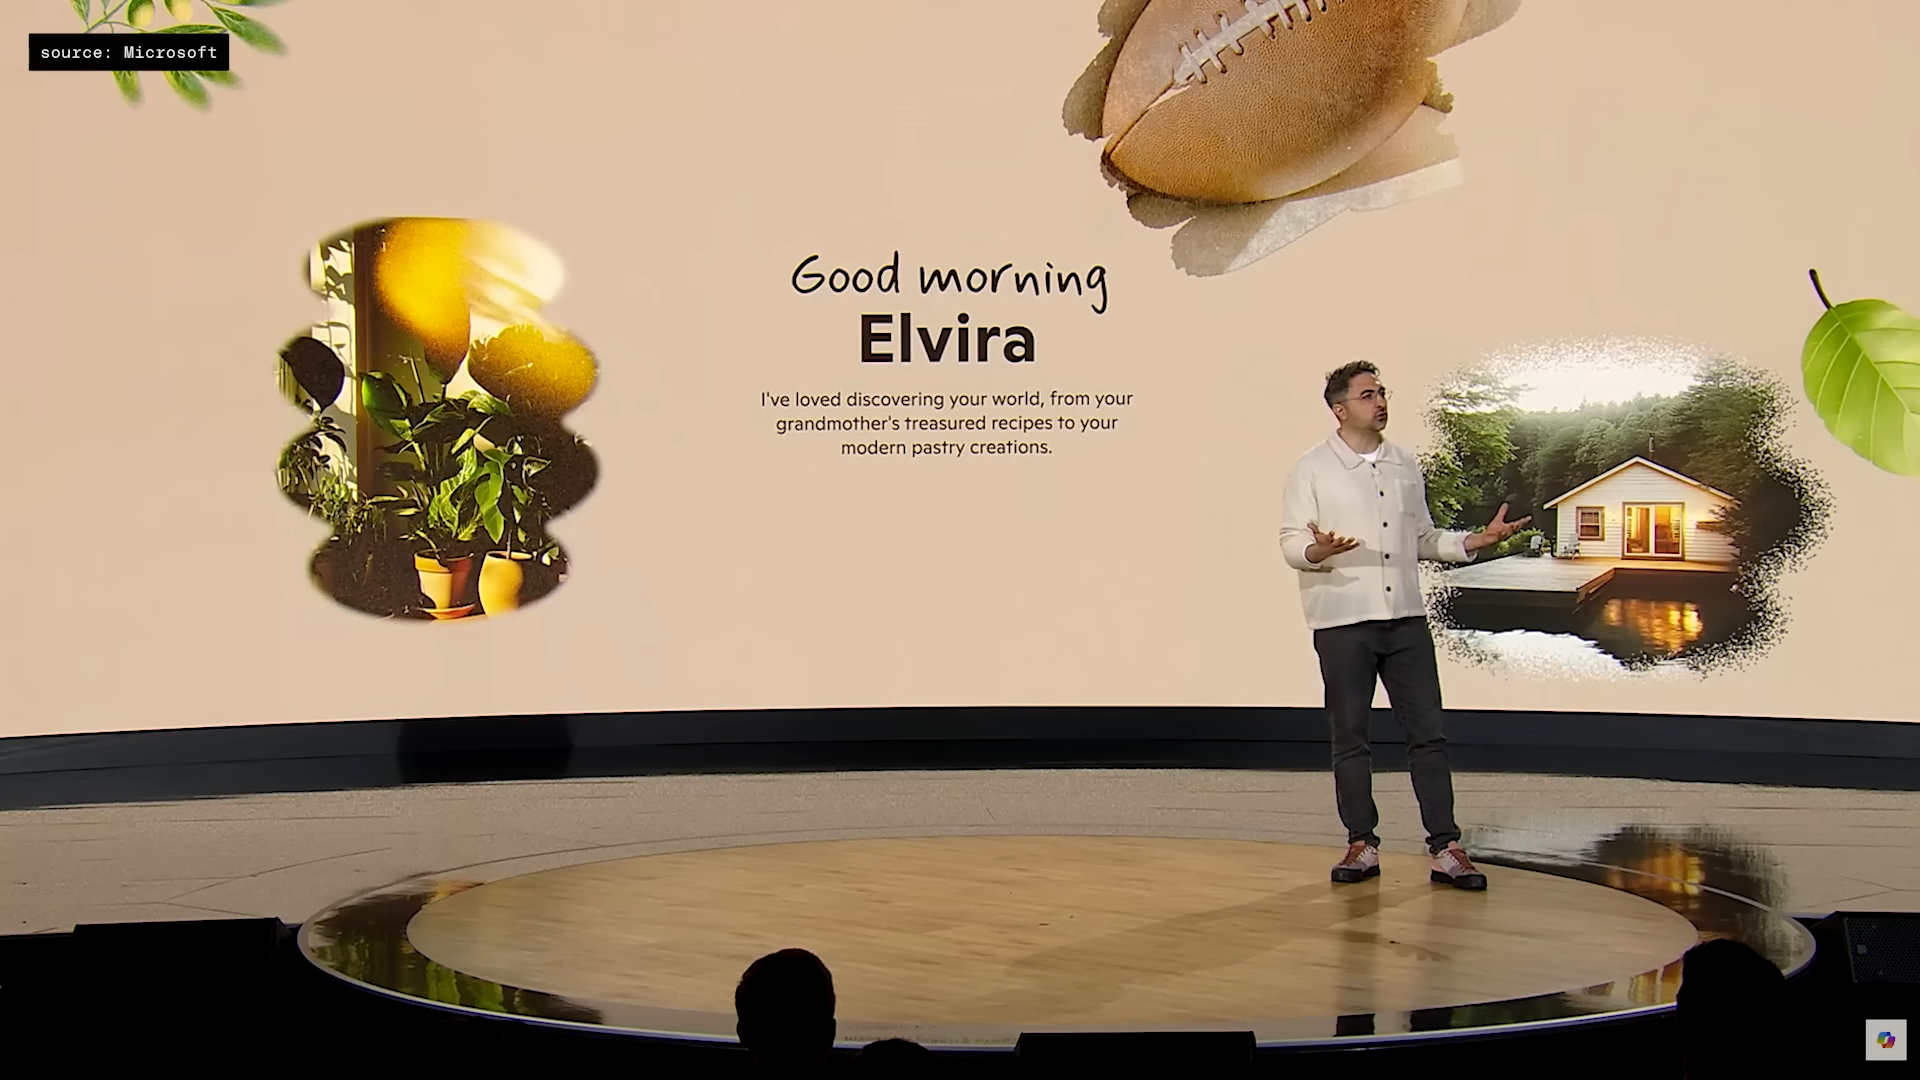 source: Microsoft
Good morning
Elvira
I've loved discovering your world, from your
grandmother's treasured recipes to your
modern pastry creations.